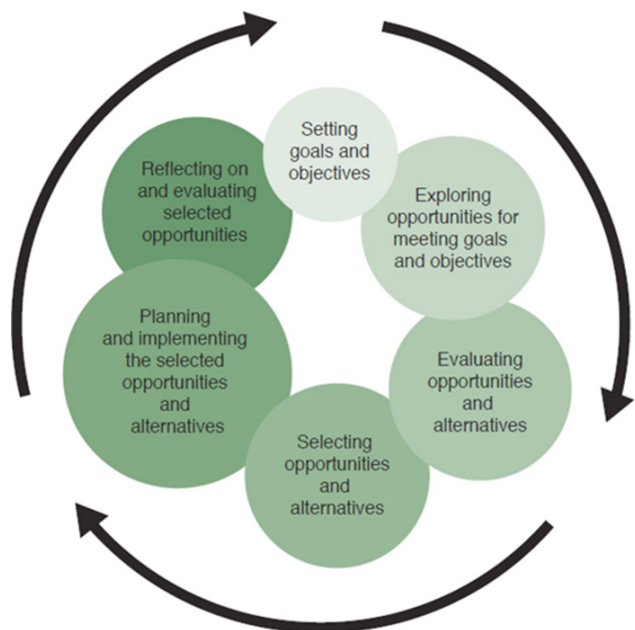 Setting
goals and
objectives
Exploring
opportunities for
meeting goals
and objectives
Evaluating
opportunities
and
alternatives
Selecting
opportunities
and
alternatives
Planning
and implementing
the selected
opportunities
and
alternatives
Reflecting on
and evaluating
selected
opportunities